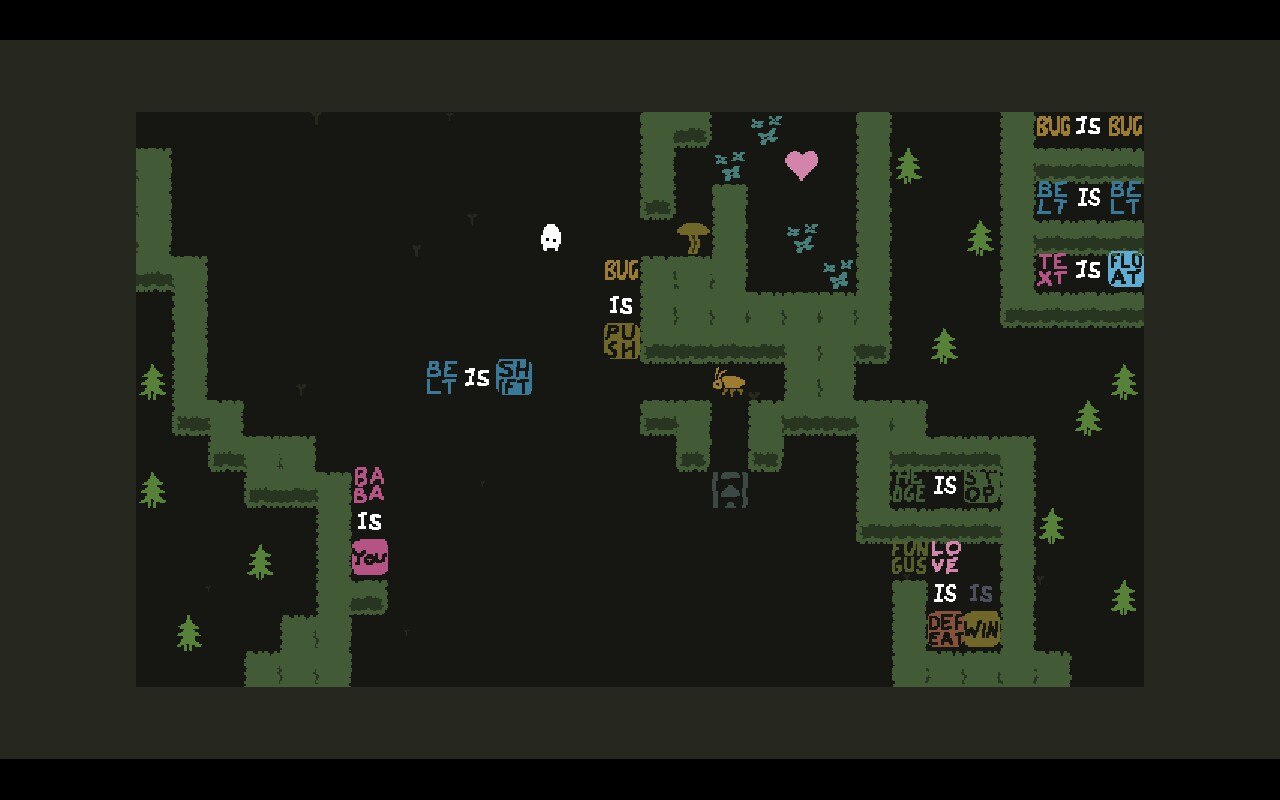 BUG IS BUG
BELT IS BELT
TEXT IS FLOAT
BUG
IS
PUSH
BELT IS SHIFT
BABA
IS
YOU
HEDGE IS STOP
FUNGUS LOVE
IS IS
DEFEAT WIN